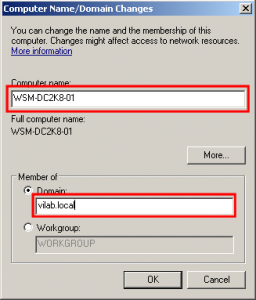 Computer Name/Domain Changes
You can change the name and the membership of this
computer. Changes might affect access to network resources.
More information
Computer name:
WSM-DC2K8-01
Full computer name:
WSM-DC2K8-01
More...
Member of
Domain:
vilab.local
Workgroup:
WORKGROUP
OK
Cancel